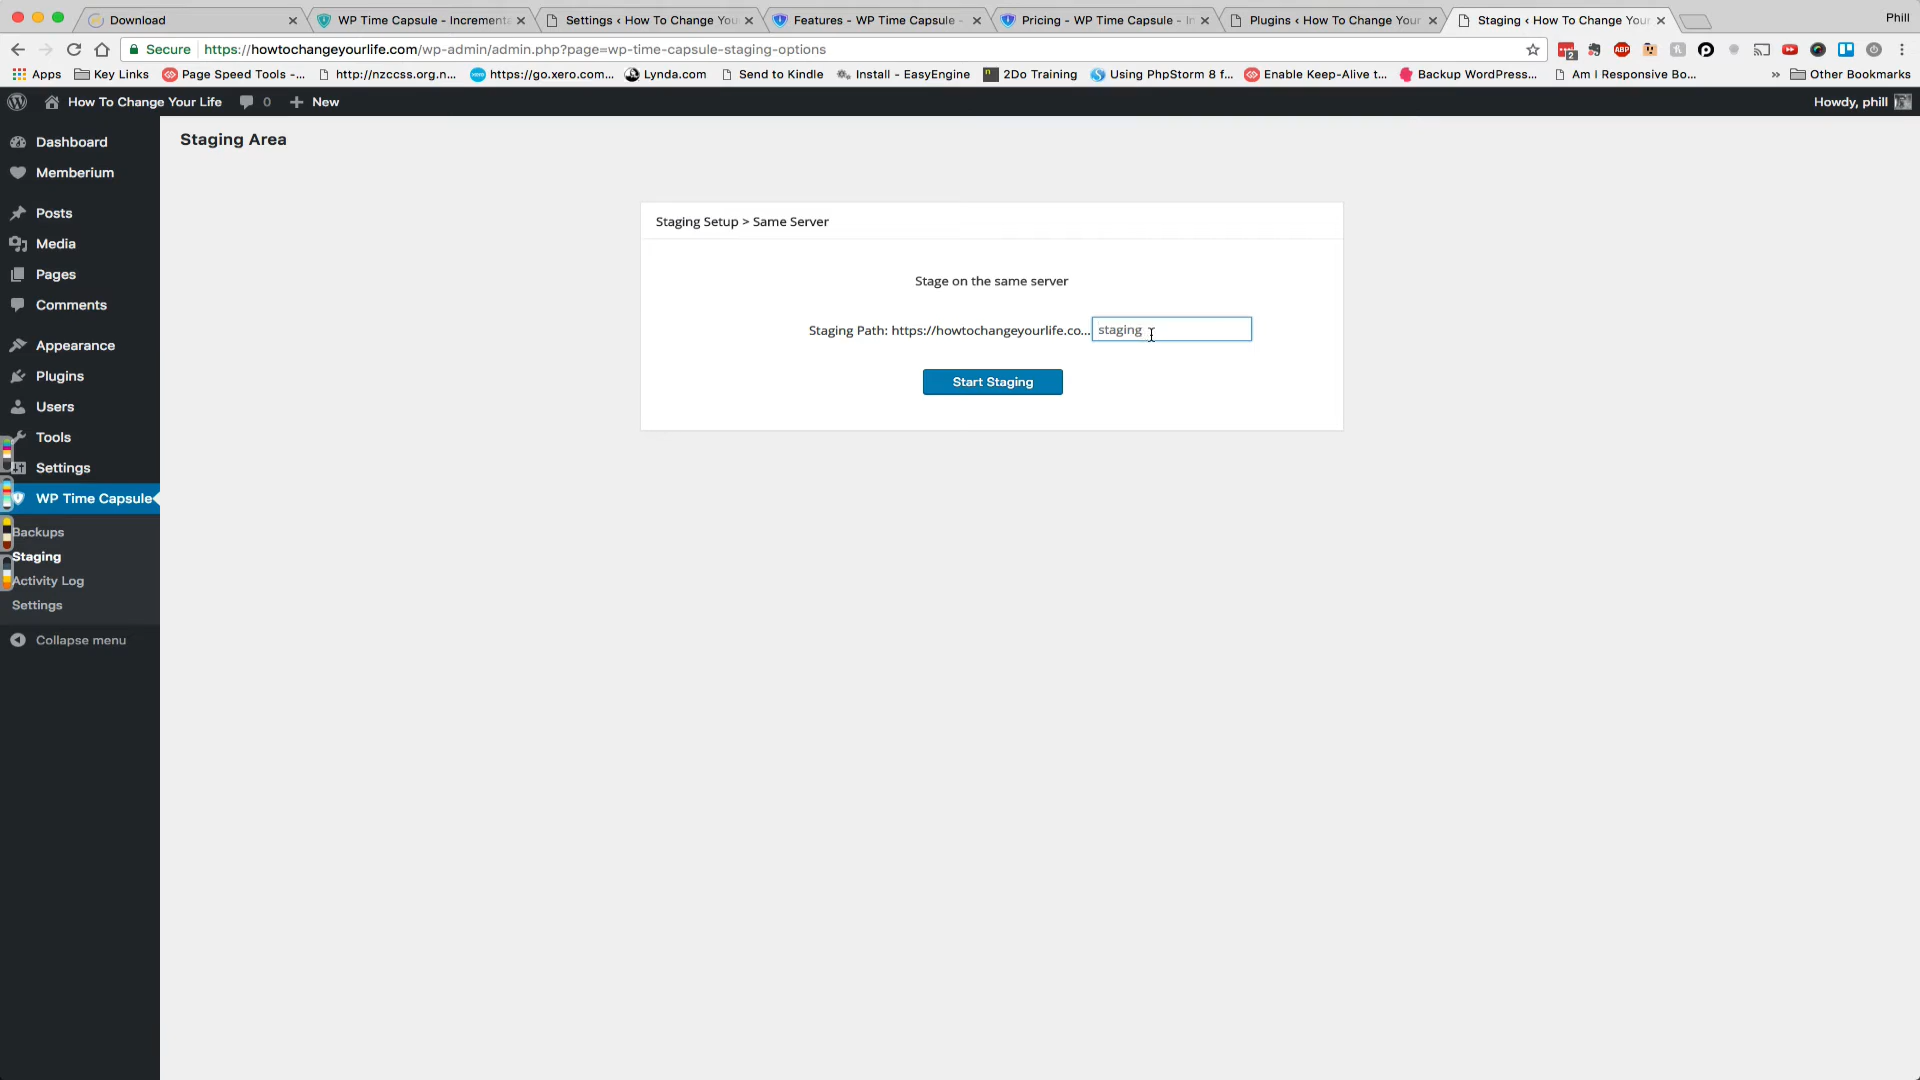 Download
WP Time Capsule - Incrementa
Settings ‹ How To Change You
Features - WP Time Capsule -
Pricing - WP Time Capsule - In
Plugins ‹ How To Change Your
Staging ‹ How To Change Your
Phill
Secure
https://howtochangeyourlife.com/wp-admin/admin.php?page=wp-time-capsule-staging-options
2
ABP
Apps
Key Links
Page Speed Tools -...
http://nzccss.org.n...
https://go.xero.com...
Lynda.com
Send to Kindle
Install - EasyEngine
2Do Training
Using PhpStorm 8 f...
Enable Keep-Alive t...
Backup WordPress...
Am I Responsive Bo...
»
Other Bookmarks
How To Change Your Life
0
New
Howdy, phill
Dashboard
Memberium
Posts
Media
Pages
Comments
Appearance
Plugins
Users
Tools
Settings
WP Time Capsule
Backups
Staging
Activity Log
Settings
Collapse menu
Staging Area
Staging Setup > Same Server
Stage on the same server
Staging Path: https://howtochangeyourlife.co... staging
Start Staging